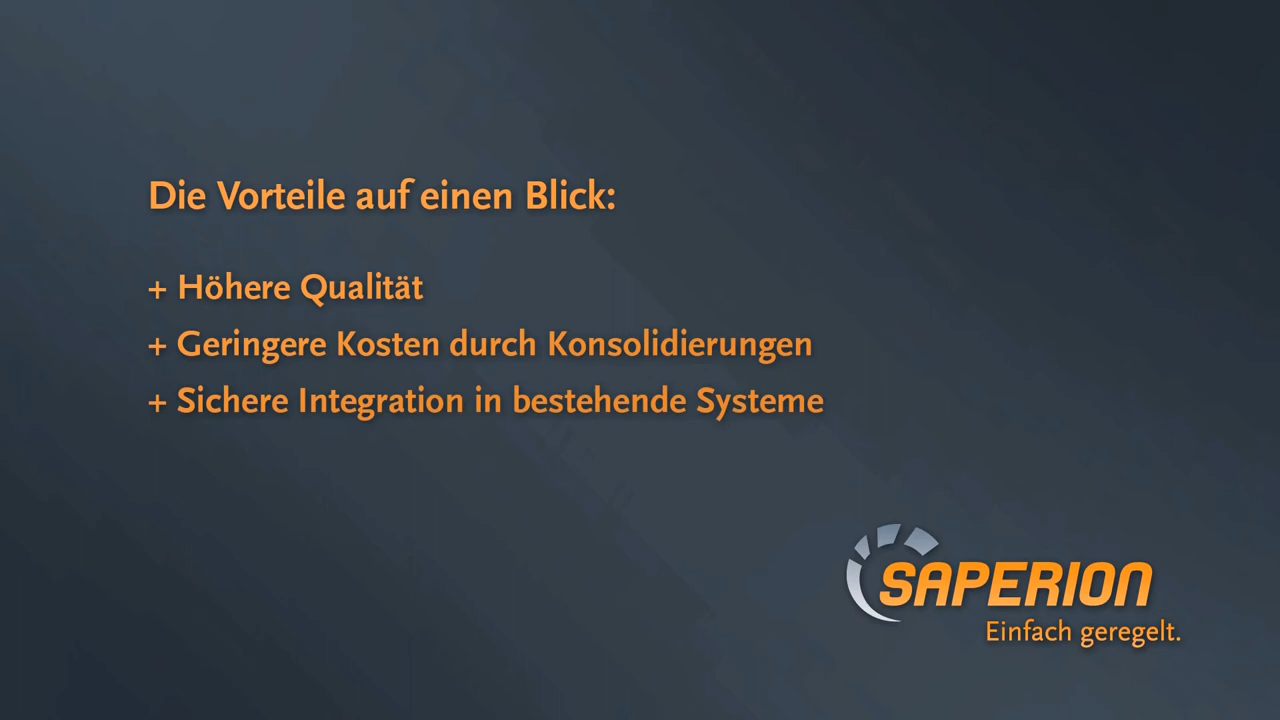 Die Vorteile auf einen Blick:
+ Höhere Qualität
+ Geringere Kosten durch Konsolidierungen
+ Sichere Integration in bestehende Systeme
SAPERION
Einfach geregelt.